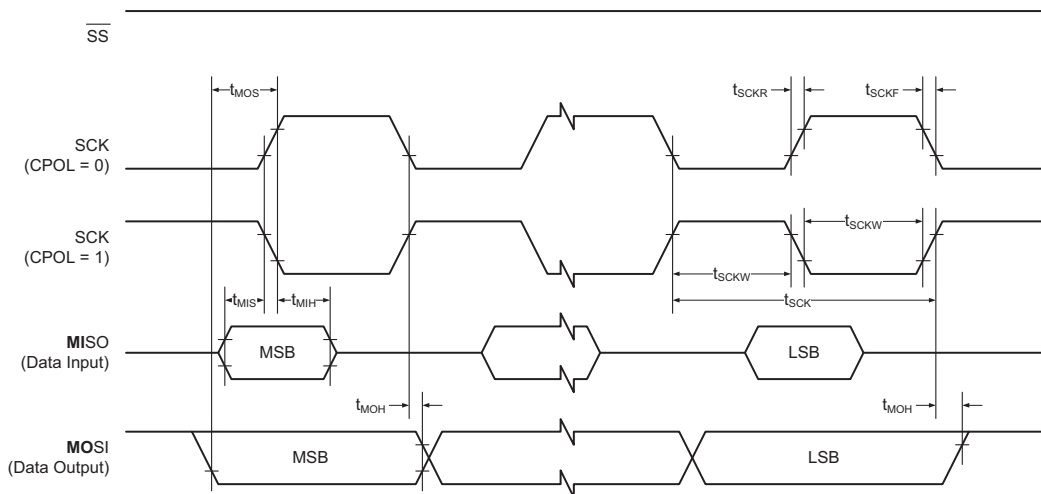 SS
tMOS
tSCKR
tSCKF
SCK
(CPOL = 0)
SCK
(CPOL = 1)
tSCKW
tSCKW
tSCK
tMIS
tMIH
MISO
(Data Input)
MSB
LSB
tMOH
tMOH
MOSI
(Data Output)
MSB
LSB